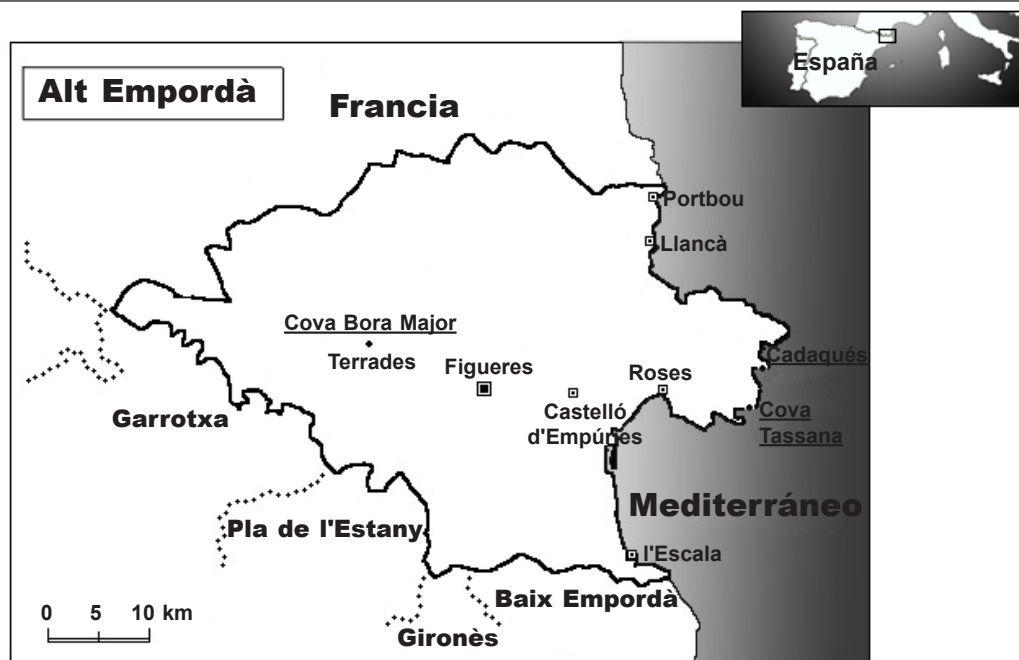 España
Alt Empordà
Francia
Portbou
Llancà
Cova Bora Major
Terrades
Figueres
Roses
Cadaqués
Castelló
d'Empúries
Cova
Tassana
Garrotxa
Mediterráneo
Pla de l'Estany
l'Escala
Baix Empordà
0 5 10 km
Gironès